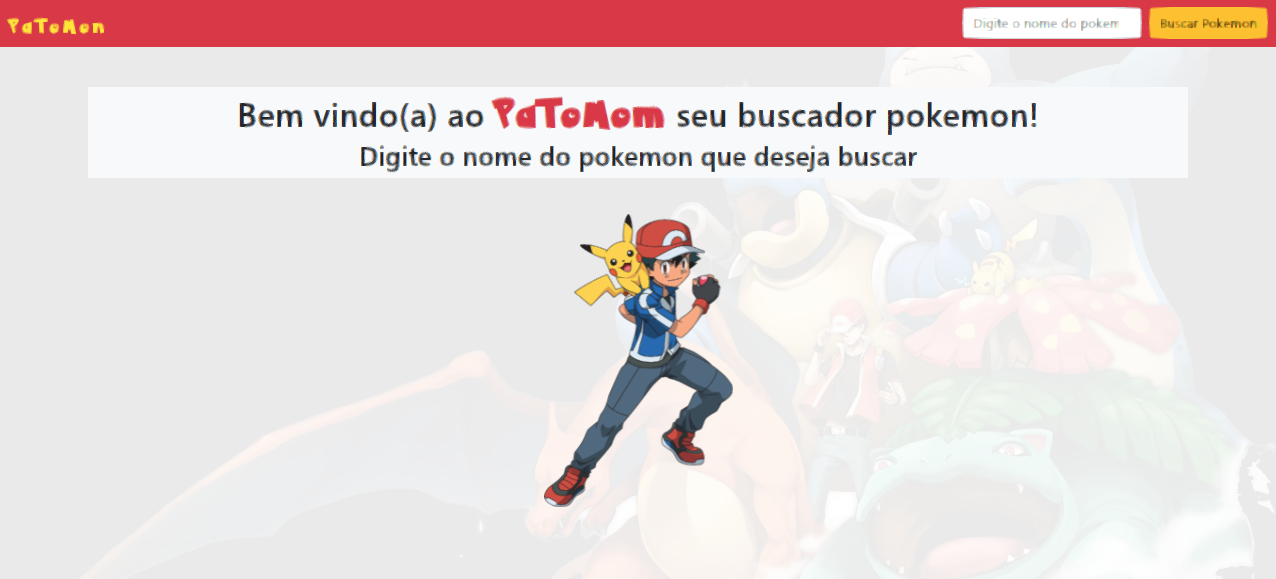 PaToMon
Digite o nome do pokem
Buscar Pokemon
Bem vindo(a) ao PaToMom seu buscador pokemon!
Digite o nome do pokemon que deseja buscar